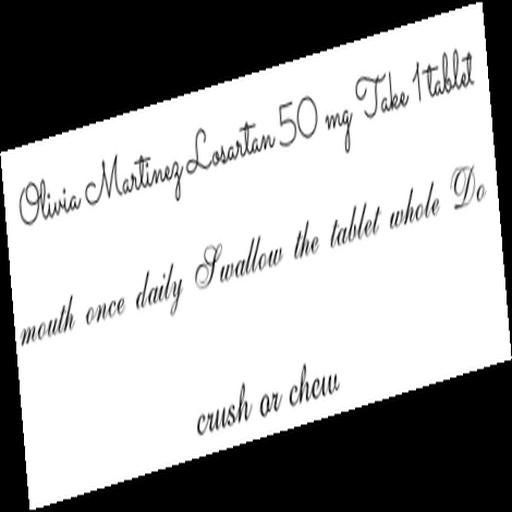 Olivia Martinez Losartan 50 mg Take 1 tablet
mouth once daily Swallow the tablet whole Do
crush or chew